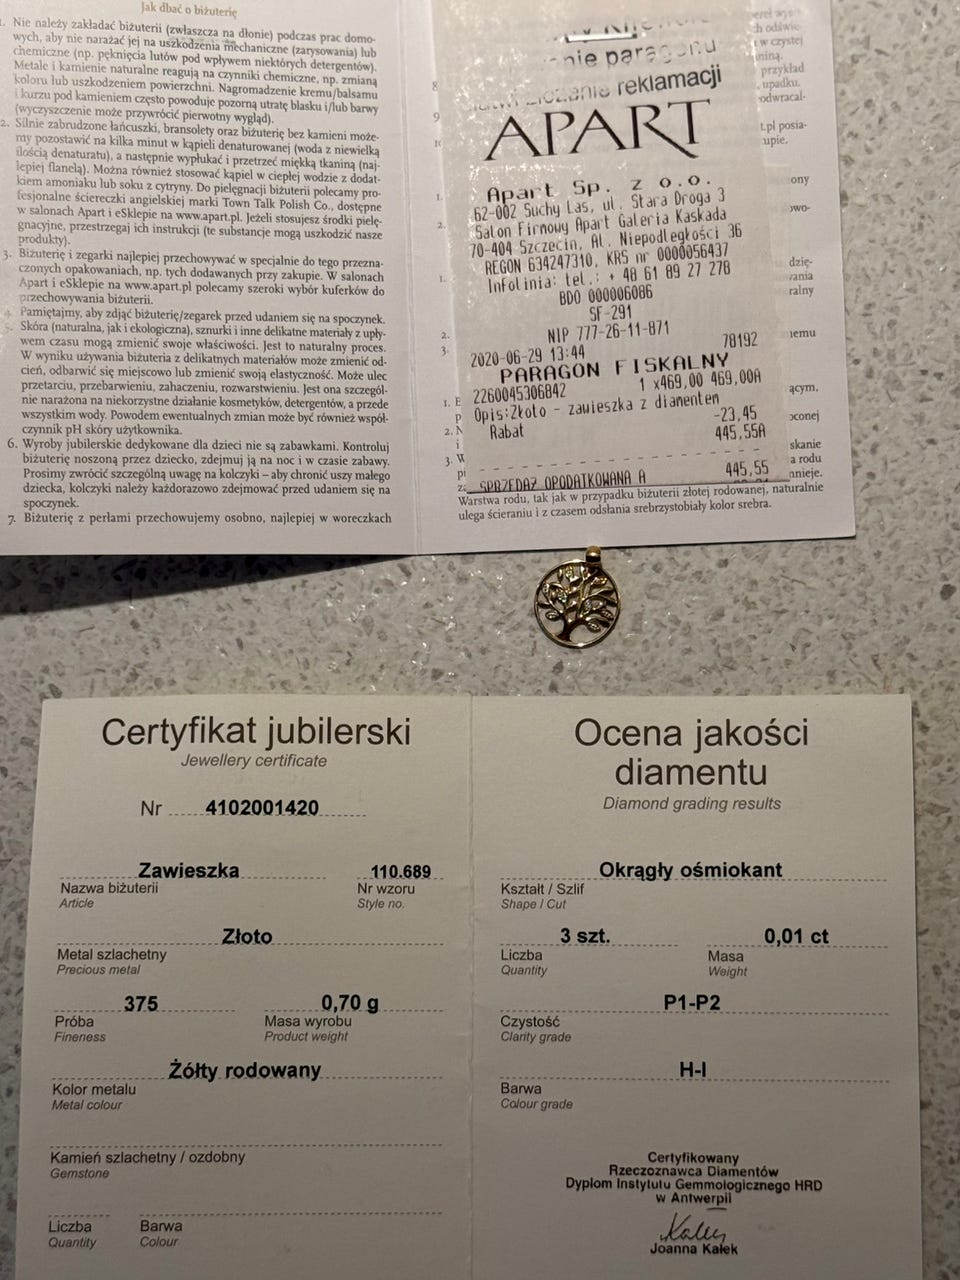 Jak dbać o biżuterię
1. Nie należy zakładać biżuterii (zwłaszcza na dłonie) podczas prac domo-
wych, aby nie narażać jej na uszkodzenia mechaniczne (zarysowania) lub
chemiczne (np. pęknięcia lutów pod wpływem niektórych detergentów).
Metale i kamienie naturalne reagują na czynniki chemiczne, np. zmianą
koloru lub uszkodzeniem powierzchni. Nagromadzenie kremu/balsamu
i kurzu pod kamieniem często powoduje pozorną utratę blasku i/lub barwy
(wyczyszczenie może przywrócić pierwotny wygląd).
2. Silnie zabrudzone łańcuszki, bransolety oraz biżuterię bez kamieni może-
my pozostawić na kilka minut w kąpieli denaturowanej (woda z niewielką
ilością denaturatu), a następnie wypłukać i przetrzeć miękką tkaniną (naj-
lepiej flanelą). Można również stosować kąpiel w ciepłej wodzie z dodat-
kiem amoniaku lub soku z cytryny. Do pielęgnacji biżuterii polecamy pro-
fesjonalne ściereczki angielskiej marki Town Talk Polish Co., dostępne
w salonach Apart i eSklepie na www.apart.pl. Jeżeli stosujesz środki pielę-
gnacyjne, przestrzegaj ich instrukcji (te substancje mogą uszkodzić nasze
produkty).
3. Biżuterię i zegarki najlepiej przechowywać w specjalnie do tego przezna-
czonych opakowaniach, np. tych dodawanych przy zakupie. W salonach
Apart i eSklepie na www.apart.pl polecamy szeroki wybór kuferków do
przechowywania biżuterii.
4. Pamiętajmy, aby zdjąć biżuterię/zegarek przed udaniem się na spoczynek.
5. Skóra (naturalna, jak i ekologiczna), sznurki i inne delikatne materiały z upły-
wem czasu mogą zmienić swoje właściwości. Jest to naturalny proces.
W wyniku używania biżuteria z delikatnych materiałów może zmienić od-
cień, odbarwić się miejscowo lub zmienić swoją elastyczność. Może ulec
przetarciu, przebarwieniu, zahaczeniu, rozwarstwieniu. Jest ona szczegól-
nie narażona na niekorzystne działanie kosmetyków, detergentów, a przede
wszystkim wody. Powodem ewentualnych zmian może być również współ-
czynnik pH skóry użytkownika.
6. Wyroby jubilerskie dedykowane dla dzieci nie są zabawkami. Kontroluj
biżuterię noszoną przez dziecko, zdejmuj ją na noc i w czasie zabawy.
Prosimy zwrócić szczególną uwagę na kolczyki – aby chronić uszy małego
dziecka, kolczyki należy każdorazowo zdejmować przed udaniem się na
spoczynek.
7. Biżuterię z perłami przechowujemy osobno, najlepiej w woreczkach
paragonu
reklamacji
APART
Apart Sp. z o.o.
62-002 Suchy Las, ul. Stara Droga 3
Salon Firmowy Apart Galeria Kaskada
70-404 Szczecin, Al. Niepodległości 36
REGON 634247310, KRS nr 0000056437
Infolinia: tel.: + 48 61 89 27 278
BDO 000006086
SF-291
NIP 777-26-11-871
2020-06-29 13:44 78192
PARAGON FISKALNY
2260045306842 1 x469,00 469,00A
Opis:Złoto - zawieszka z diamentem
Rabat -23,45
445,55A
SPRZEDAŻ OPODATKOWANA A 445,55
Warstwa rodu, tak jak w przypadku biżuterii złotej rodowanej, naturalnie
ulega ścieraniu i z czasem odsłania srebrzystobiały kolor srebra.
Certyfikat jubilerski
Jewellery certificate
Nr 4102001420
Zawieszka 110.689
Nazwa biżuterii Nr wzoru
Article Style no.
Złoto
Metal szlachetny
Precious metal
375 0,70 g
Próba Masa wyrobu
Fineness Product weight
Żółty rodowany
Kolor metalu
Metal colour
Kamień szlachetny / ozdobny
Gemstone
Liczba Barwa
Quantity Colour
Ocena jakości
diamentu
Diamond grading results
Okrągły ośmiokant
Kształt / Szlif
Shape / Cut
3 szt. 0,01 ct
Liczba Masa
Quantity Weight
P1-P2
Czystość
Clarity grade
H-I
Barwa
Colour grade
Certyfikowany
Rzeczoznawca Diamentów
Dyplom Instytutu Gemmologicznego HRD
w Antwerpii
Joanna Kałek